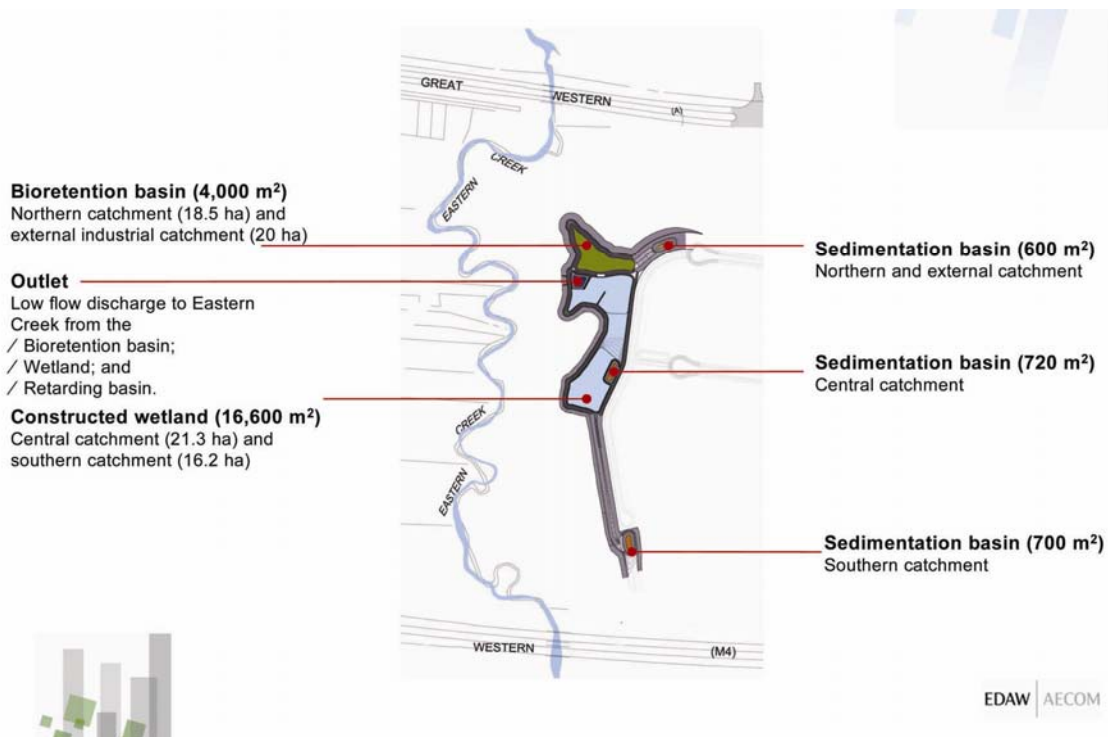 GREAT
WESTERN
(A)
CREEK
EASTERN
Bioretention basin (4,000 m²)
Northern catchment (18.5 ha) and
external industrial catchment (20 ha)
Outlet
Low flow discharge to Eastern
Creek from the
/ Bioretention basin;
/ Wetland; and
/ Retarding basin.
Constructed wetland (16,600 m²)
Central catchment (21.3 ha) and
southern catchment (16.2 ha)
Sedimentation basin (600 m²)
Northern and external catchment
Sedimentation basin (720 m²)
Central catchment
Sedimentation basin (700 m²)
Southern catchment
CREEK
EASTERN
WESTERN
(M4)
EDAW | AECOM